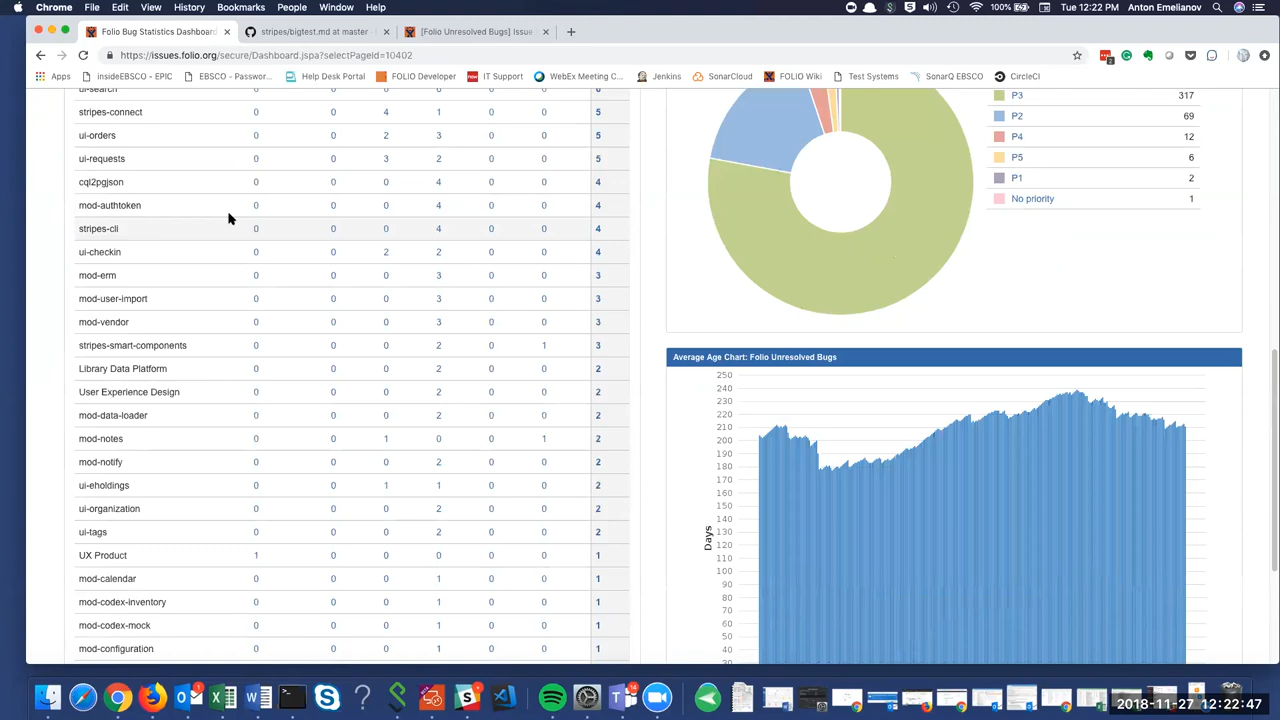 Chrome File Edit View History Bookmarks People Window Help 100% Tue 12:22 PM Anton Emelianov
Folio Bug Statistics Dashboard
stripes/bigtest.md at master
[Folio Unresolved Bugs] Issue
https://issues.folio.org/secure/Dashboard.jspa?selectPageId=10402
Apps insideEBSCO - EPIC EBSCO - Passwor... Help Desk Portal FOLIO Developer IT Support WebEx Meeting C... Jenkins SonarCloud FOLIO Wiki Test Systems SonarQ EBSCO CircleCI
ui-search 0 0 0 6 0 0 6
stripes-connect 0 0 4 1 0 0 5
ui-orders 0 0 2 3 0 0 5
ui-requests 0 0 3 2 0 0 5
cql2pgjson 0 0 0 4 0 0 4
mod-authtoken 0 0 0 4 0 0 4
stripes-cli 0 0 0 4 0 0 4
ui-checkin 0 0 2 2 0 0 4
mod-erm 0 0 0 3 0 0 3
mod-user-import 0 0 0 3 0 0 3
mod-vendor 0 0 0 3 0 0 3
stripes-smart-components 0 0 0 2 0 1 3
Library Data Platform 0 0 0 2 0 0 2
User Experience Design 0 0 0 2 0 0 2
mod-data-loader 0 0 0 2 0 0 2
mod-notes 0 0 1 0 0 1 2
mod-notify 0 0 0 2 0 0 2
ui-eholdings 0 0 1 1 0 0 2
ui-organization 0 0 0 2 0 0 2
ui-tags 0 0 0 2 0 0 2
UX Product 1 0 0 0 0 0 1
mod-calendar 0 0 0 1 0 0 1
mod-codex-inventory 0 0 0 1 0 0 1
mod-codex-mock 0 0 0 1 0 0 1
mod-configuration 0 0 0 1 0 0 1
P3 317
P2 69
P4 12
P5 6
P1 2
No priority 1
Average Age Chart: Folio Unresolved Bugs
250
240
230
220
210
200
190
180
170
160
150
140
130
120
110
100
90
80
70
60
50
40
30
Days
2018-11-27 12:22:47